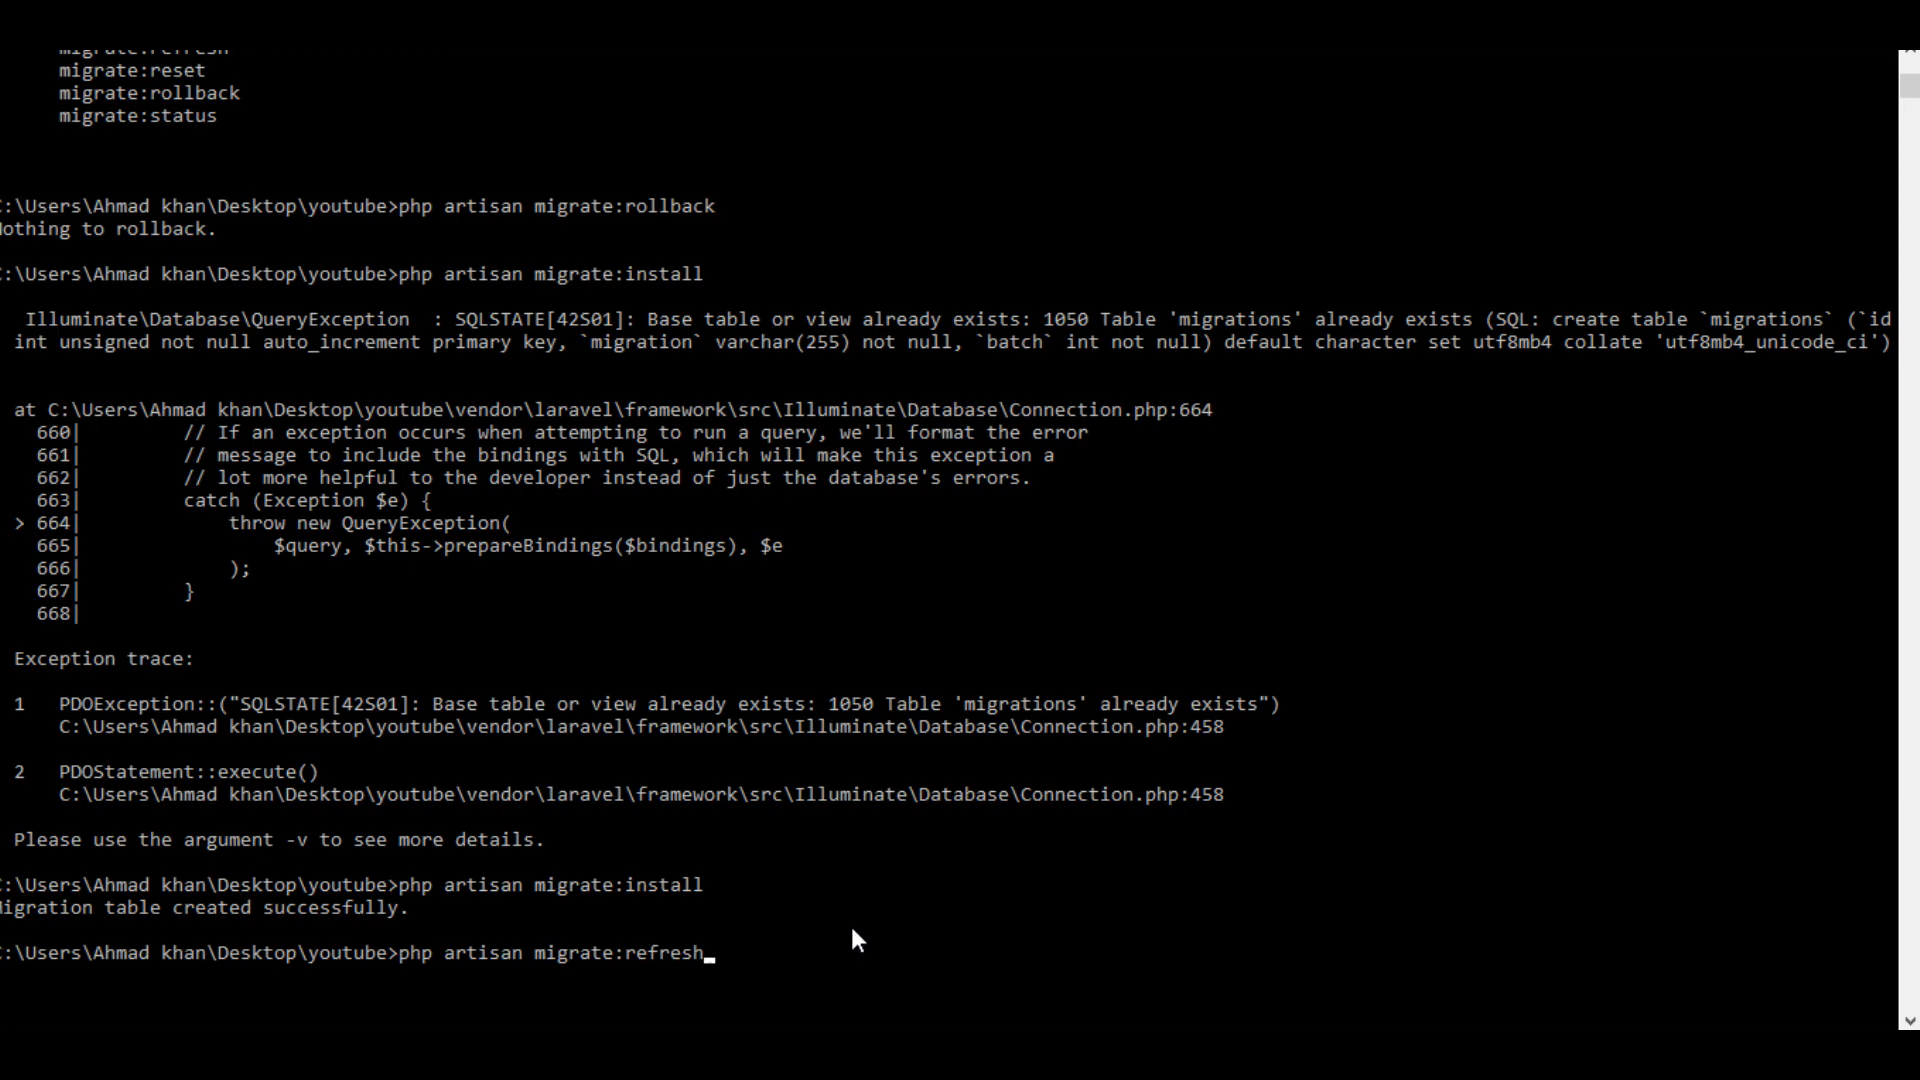 migrate:refresh
migrate:reset
migrate:rollback
migrate:status
:\Users\Ahmad khan\Desktop\youtube>php artisan migrate:rollback
othing to rollback.
:\Users\Ahmad khan\Desktop\youtube>php artisan migrate:install
Illuminate\Database\QueryException  : SQLSTATE[42S01]: Base table or view already exists: 1050 Table 'migrations' already exists (SQL: create table `migrations` (`id
int unsigned not null auto_increment primary key, `migration` varchar(255) not null, `batch` int not null) default character set utf8mb4 collate 'utf8mb4_unicode_ci')
at C:\Users\Ahmad khan\Desktop\youtube\vendor\laravel\framework\src\Illuminate\Database\Connection.php:664
660|         // If an exception occurs when attempting to run a query, we'll format the error
661|         // message to include the bindings with SQL, which will make this exception a
662|         // lot more helpful to the developer instead of just the database's errors.
663|         catch (Exception $e) {
> 664|             throw new QueryException(
665|                 $query, $this->prepareBindings($bindings), $e
666|             );
667|         }
668|
Exception trace:
1   PDOException::("SQLSTATE[42S01]: Base table or view already exists: 1050 Table 'migrations' already exists")
C:\Users\Ahmad khan\Desktop\youtube\vendor\laravel\framework\src\Illuminate\Database\Connection.php:458
2   PDOStatement::execute()
C:\Users\Ahmad khan\Desktop\youtube\vendor\laravel\framework\src\Illuminate\Database\Connection.php:458
Please use the argument -v to see more details.
:\Users\Ahmad khan\Desktop\youtube>php artisan migrate:install
igration table created successfully.
:\Users\Ahmad khan\Desktop\youtube>php artisan migrate:refresh